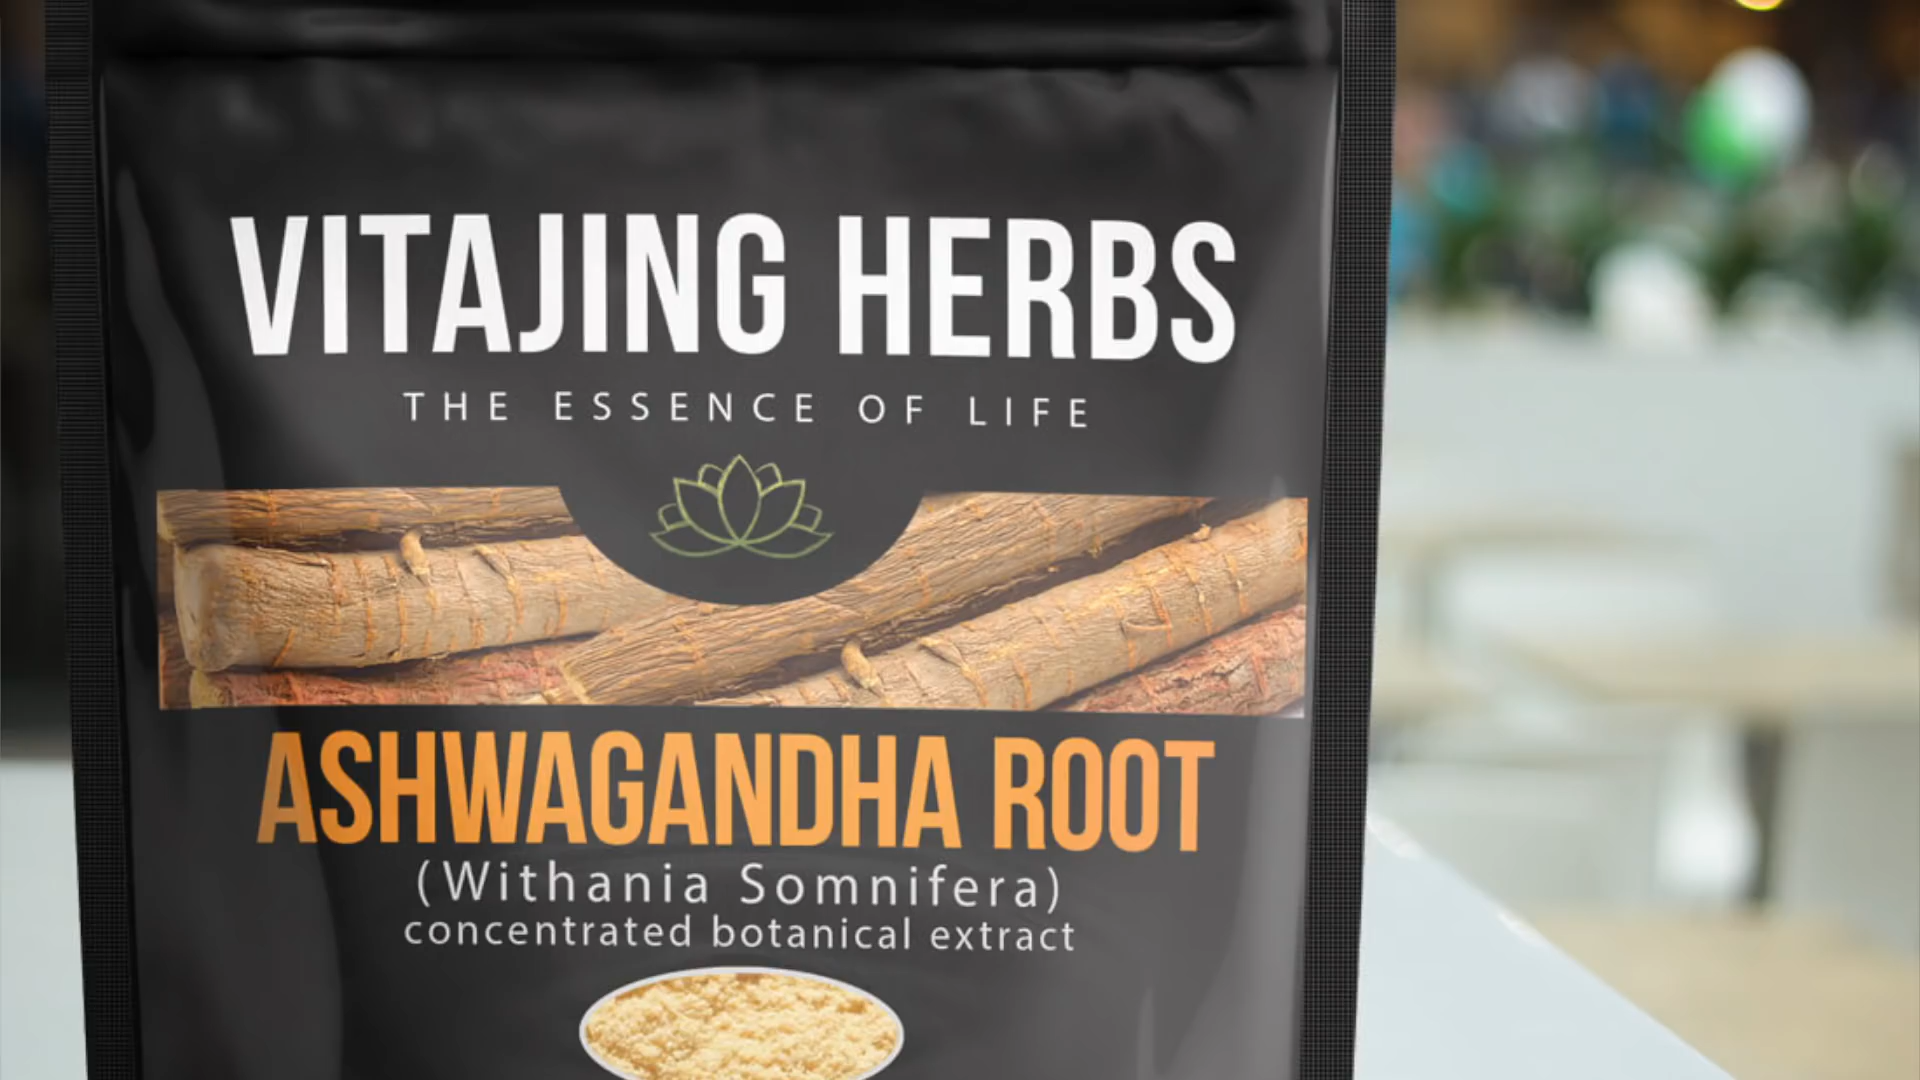 VITAJING HERBS
THE ESSENCE OF LIFE
ASHWAGANDHA ROOT
(Withania Somnifera)
concentrated botanical extract